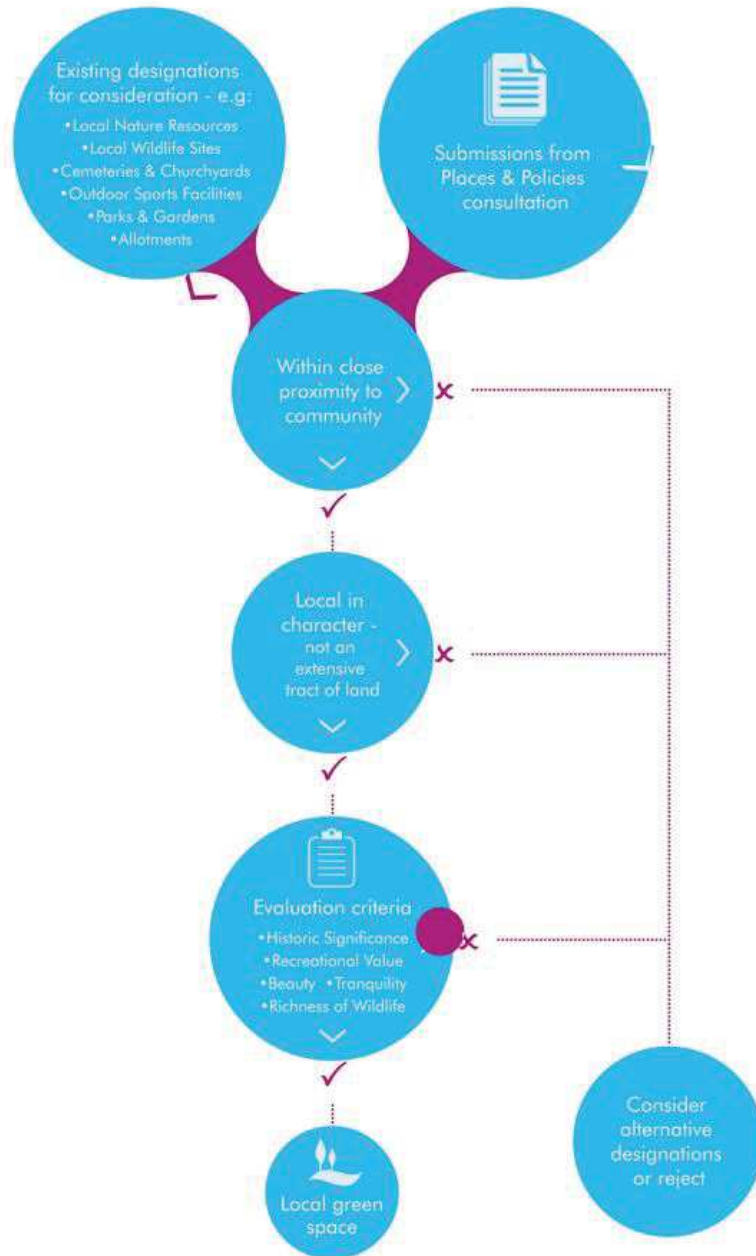 Existing designations
for consideration - e.g:
•Local Nature Resources
•Local Wildlife Sites
•Cemeteries & Churchyards
•Outdoor Sports Facilities
•Parks & Gardens
•Allotments
Submissions from
Places & Policies
consultation
Within close
proximity to
community
Local in
character -
not an
extensive
tract of land
Evaluation criteria
•Historic Significance
•Recreational Value
•Beauty •Tranquility
•Richness of Wildlife
Local green
space
Consider
alternative
designations
or reject